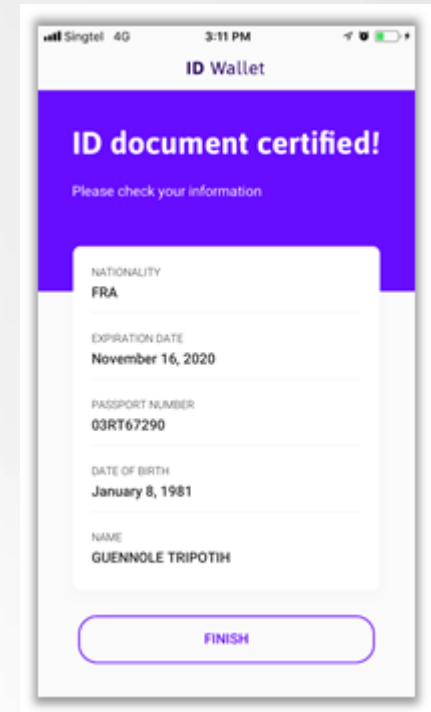 Singtel 4G 3:11 PM
ID Wallet
ID document certified!
Please check your information
NATIONALITY
FRA
EXPIRATION DATE
November 16, 2020
PASSPORT NUMBER
03RT67290
DATE OF BIRTH
January 8, 1981
NAME
GUENNOLE TRIPOTIH
FINISH